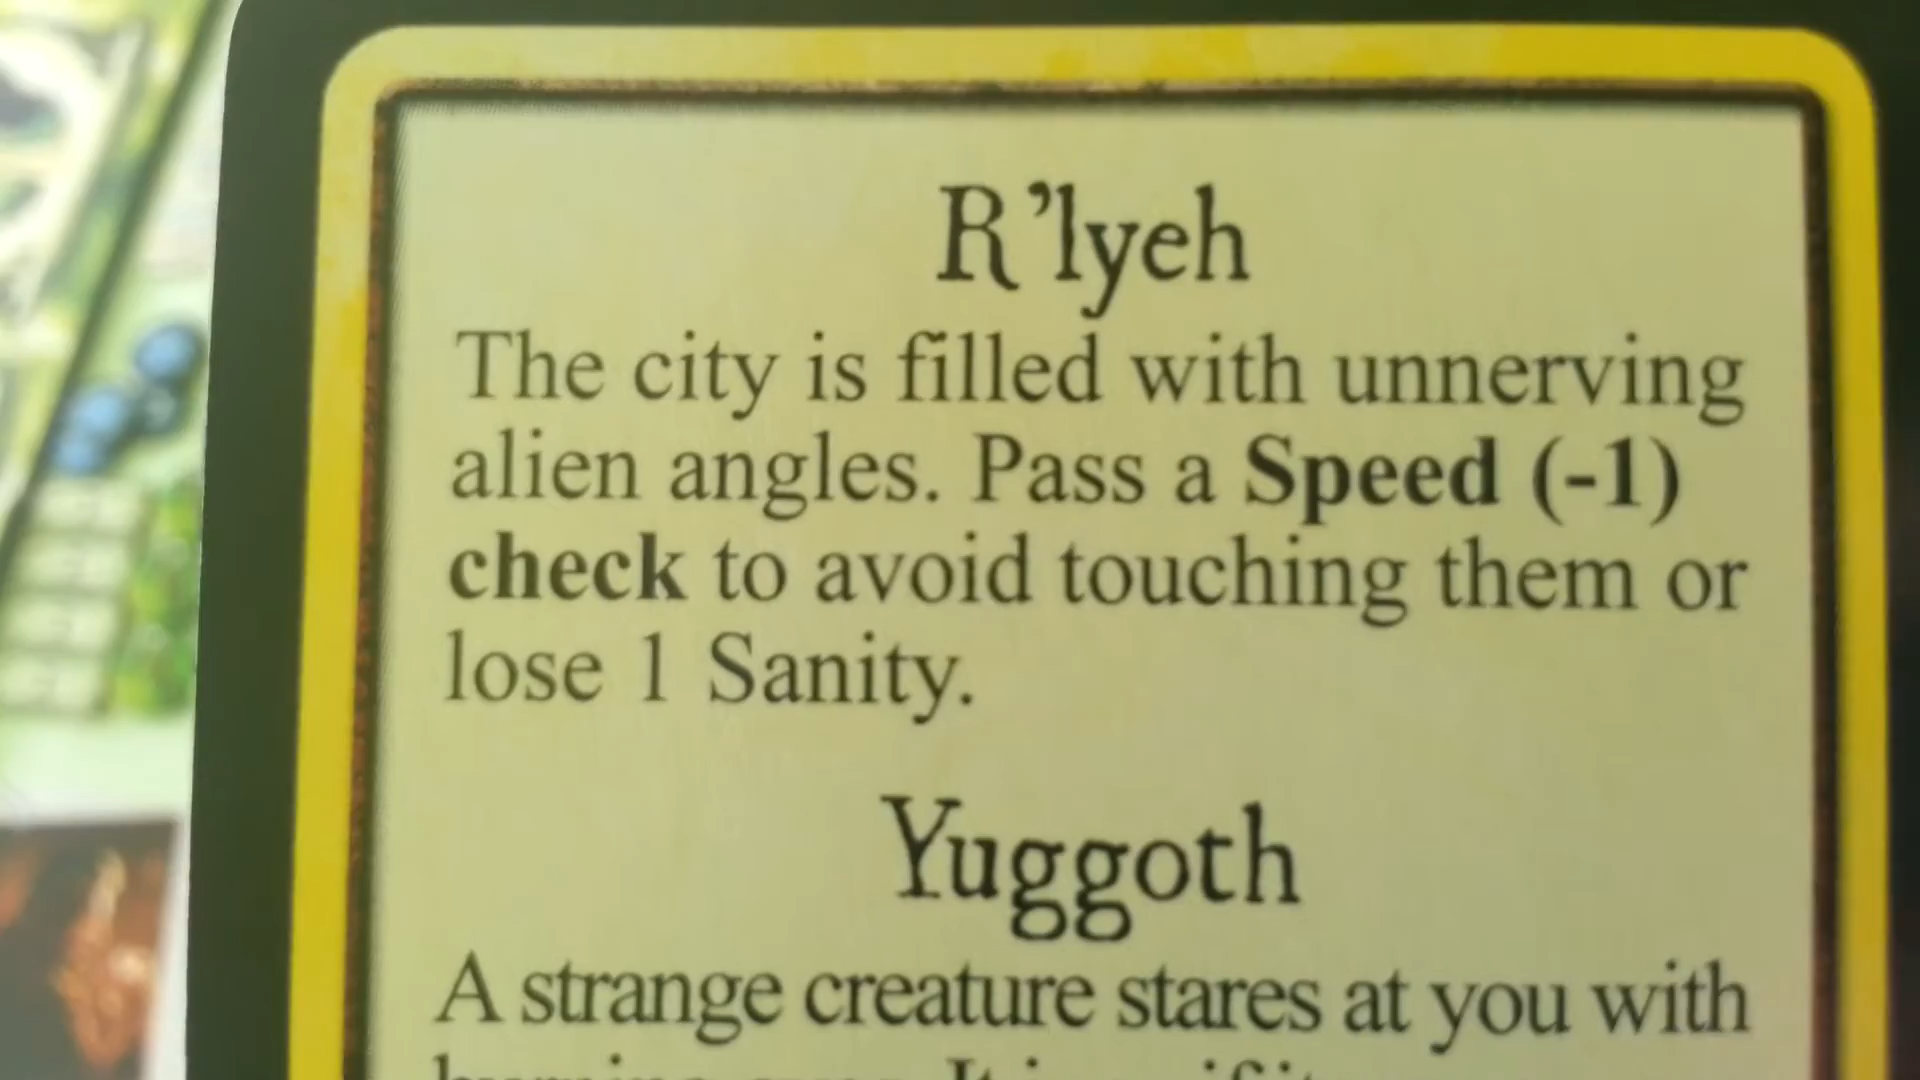 R'lyeh
The city is filled with unnerving
alien angles. Pass a Speed (-1)
check to avoid touching them or
lose 1 Sanity.
Yuggoth
A strange creature stares at you with